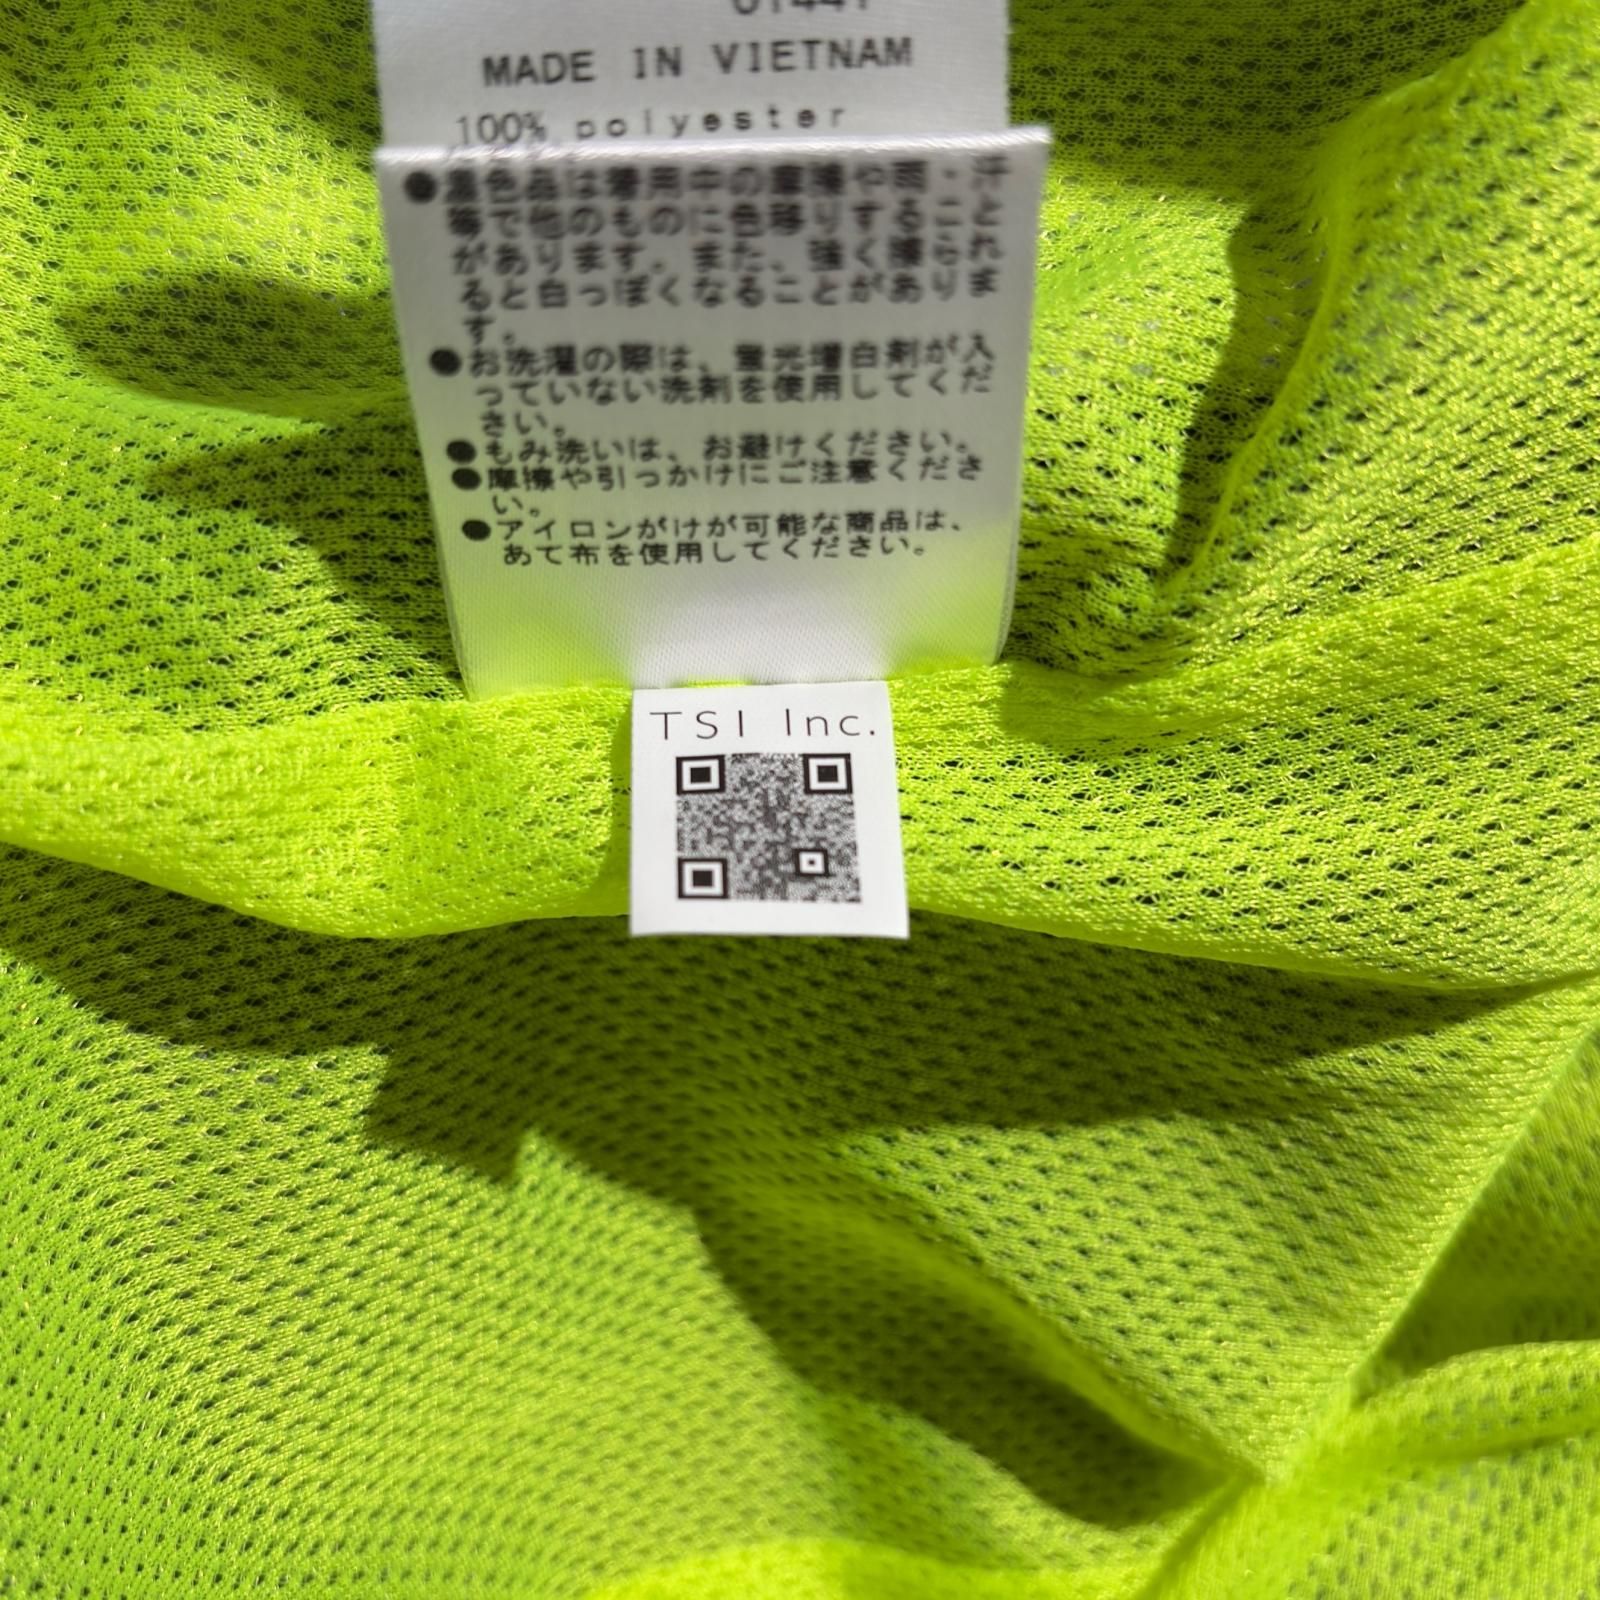 MADE IN VIETNAM
100% polyester
●濃色品は着用中の摩擦や雨・汗
等で他のものに色移りすること
があります。また、強く擦られ
ると白っぽくなることがありま
す。
●お洗濯の際は、蛍光増白剤が入
っていない洗剤を使用してくだ
さい。
●もみ洗いは、お避けください。
●摩擦や引っかけにご注意くださ
い。
●アイロンがけが可能な商品は、
あて布を使用してください。
TSI Inc.